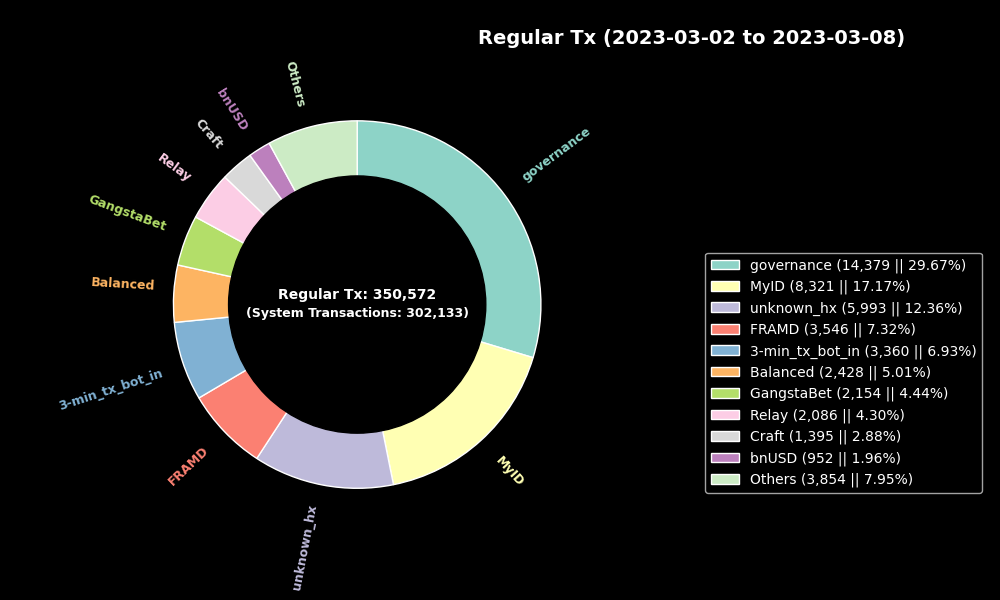 Regular Tx (2023-03-02 to 2023-03-08)
Others
bnUSD
Craft
Relay
GangstaBet
Balanced
3-min_tx_bot_in
FRAMD
unknown_hx
MyID
governance
Regular Tx: 350,572
(System Transactions: 302,133)
governance (14,379 || 29.67%)
MyID (8,321 || 17.17%)
unknown_hx (5,993 || 12.36%)
FRAMD (3,546 || 7.32%)
3-min_tx_bot_in (3,360 || 6.93%)
Balanced (2,428 || 5.01%)
GangstaBet (2,154 || 4.44%)
Relay (2,086 || 4.30%)
Craft (1,395 || 2.88%)
bnUSD (952 || 1.96%)
Others (3,854 || 7.95%)